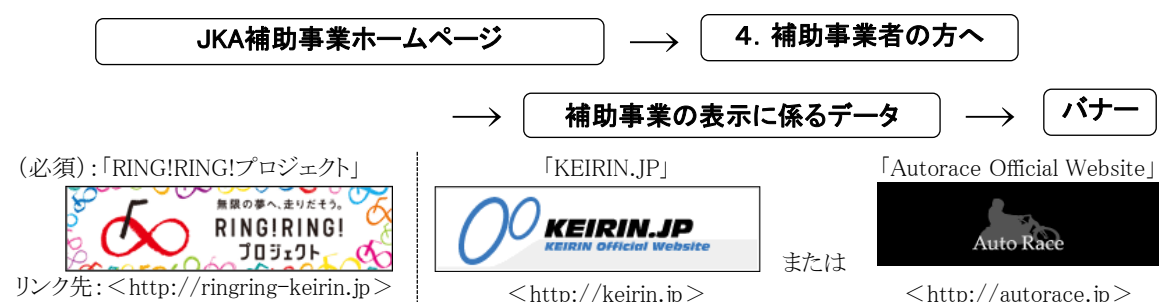 JKA補助事業ホームページ → 4．補助事業者の方へ
→ 補助事業の表示に係るデータ → バナー
（必須）：「RING!RING!プロジェクト」
無限の夢へ、走りだそう。
RING!RING!
プロジェクト
リンク先：＜http://ringring-keirin.jp＞
「KEIRIN.JP」
KEIRIN.JP
KEIRIN Official Website
＜http://keirin.jp＞
または
「Autorace Official Website」
Auto Race
＜http://autorace.jp＞